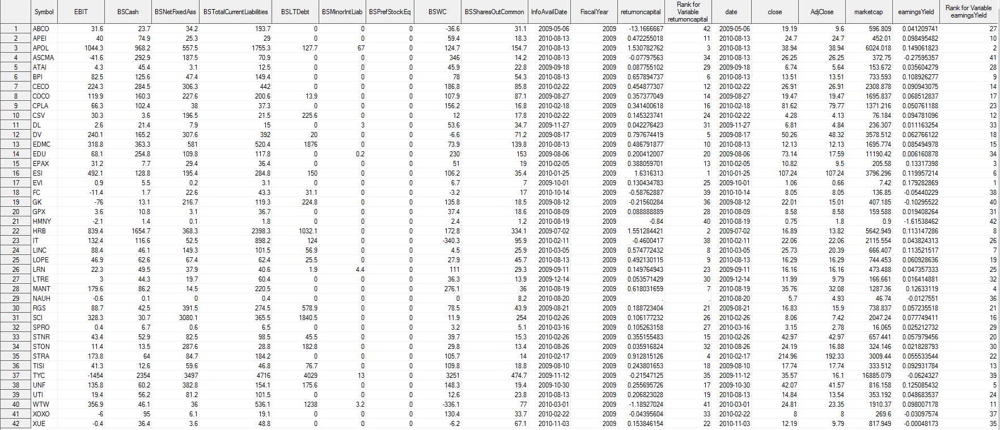 Symbol EBIT BSCash BSNetFixedAss BSTotalCurrentLiabilities BSLTDebt BSMinorIntLiab BSPrefStockEq BSWC BSSharesOutCommon InfoAvailDate FiscalYear returnoncapital Rank for Variable returnoncapital date close AdjClose marketcap earningsYield Rank for Variable earningsYield
1 ABCO 31.6 23.7 34.2 193.7 0 0 0 -36.6 31.1 2009-05-06 2009 -13.1666667 42 2009-05-06 19.19 9.6 596.809 0.041209741 27
2 APEI 40 74.9 25.3 29 0 0 0 59.4 18.3 2010-08-13 2009 0.472255018 11 2010-08-13 24.7 24.7 452.01 0.098495482 10
3 APOL 1044.3 968.2 557.5 1755.3 127.7 67 0 124.7 154.7 2010-08-13 2009 1.530782762 3 2010-08-13 38.94 38.94 6024.018 0.149061823 2
4 ASCMA -41.6 292.9 187.5 70.9 0 0 0 346 14.2 2010-08-13 2009 -0.07797563 34 2010-08-13 26.25 26.25 372.75 -0.27595357 41
5 ATAI 4.3 45.4 3.1 12.5 0 0 0 45.9 22.8 2009-09-18 2009 0.087755102 29 2009-09-18 6.74 5.64 153.672 0.035604279 28
6 BPI 82.5 125.6 47.4 149.4 0 0 0 78 54.3 2010-08-13 2009 0.657894737 6 2010-08-13 13.51 13.51 733.593 0.108926277 9
7 CECO 224.3 284.5 306.3 442 0 0 0 186.8 85.8 2010-02-22 2009 0.454877307 12 2010-02-22 26.91 26.91 2308.878 0.090943075 14
8 COCO 119.9 160.3 227.6 200.6 13.9 0 0 107.9 87.1 2009-08-27 2009 0.357377049 14 2009-08-27 19.47 19.47 1695.837 0.068512837 17
9 CPLA 66.3 102.4 38 37.3 0 0 0 156.2 16.8 2010-02-18 2009 0.341400618 16 2010-02-18 81.62 79.77 1371.216 0.050761188 23
10 CSV 30.3 3.6 196.5 21.5 225.6 0 0 12 17.8 2010-02-22 2009 0.145323741 24 2010-02-22 4.28 4.13 76.184 0.094781096 12
11 DL 2.6 21.4 7.9 15 0 3 0 53.6 34.7 2009-11-27 2009 0.042276423 31 2009-11-27 6.81 4.84 236.307 0.011163254 33
12 DV 240.1 165.2 307.6 392 20 0 0 -6.6 71.2 2009-08-17 2009 0.797674419 5 2009-08-17 50.26 48.32 3578.512 0.062766122 18
13 EDMC 318.8 363.3 581 520.4 1876 0 0 73.9 139.8 2010-08-13 2009 0.486791877 10 2010-08-13 12.13 12.13 1695.774 0.085494978 15
14 EDU 68.1 254.8 109.8 117.8 0 0.2 0 230 153 2009-08-06 2009 0.200412007 20 2009-08-06 73.14 17.59 11190.42 0.006160878 34
15 EPAX 31.2 7.7 29.4 36.4 0 0 0 51 19 2010-02-05 2009 0.388059701 13 2010-02-05 10.82 9.5 205.58 0.13317398 3
16 ESI 492.1 128.8 195.4 284.8 150 0 0 106.2 35.4 2010-01-25 2009 1.6316313 1 2010-01-25 107.24 107.24 3796.296 0.119957214 6
17 EVI 0.9 5.5 0.2 3.1 0 0 0 6.7 7 2009-10-01 2009 0.130434783 25 2009-10-01 1.06 0.66 7.42 0.179282869 1
18 FC -11.4 1.7 22.6 43.3 31.1 0 0 -3.2 17 2010-10-14 2009 -0.58762887 39 2010-10-14 8.05 8.05 136.85 -0.05440229 38
19 GK -76 13.1 216.7 119.3 224.8 0 0 135.8 18.5 2009-08-12 2009 -0.21560284 36 2009-08-12 22.01 15.01 407.185 -0.10295522 40
20 GPX 3.6 10.8 3.1 36.7 0 0 0 37.4 18.6 2010-08-09 2009 0.088888889 28 2010-08-09 8.58 8.58 159.588 0.019408264 31
21 HMNY -2.1 1.4 0.1 1.8 0 0 0 2.4 1.2 2010-08-19 2009 -0.84 40 2010-08-19 0.75 1.8 0.9 -1.61538462 42
22 HRB 839.4 1654.7 368.3 2398.3 1032.1 0 0 172.8 334.1 2009-07-02 2009 1.551284421 2 2009-07-02 16.89 13.82 5642.949 0.113147286 8
23 IT 132.4 116.6 52.5 898.2 124 0 0 -340.3 95.9 2010-02-11 2009 -0.4600417 38 2010-02-11 22.06 22.06 2115.554 0.043824313 26
24 LINC 88.4 46.1 149.3 101.5 56.9 0 0 4.5 25.9 2010-03-05 2009 0.574772432 8 2010-03-05 25.73 20.39 666.407 0.113521517 7
25 LOPE 46.9 62.6 67.4 62.4 25.5 0 0 27.9 45.7 2010-08-13 2009 0.492130115 9 2010-08-13 16.29 16.29 744.453 0.060928636 19
26 LRN 22.3 49.5 37.9 40.6 1.9 4.4 0 111 29.3 2009-09-11 2009 0.149764943 23 2009-09-11 16.16 16.16 473.488 0.047357333 25
27 LTRE 3 44.3 19.7 60.4 0 0 0 36.3 13.9 2009-12-14 2009 0.053571429 30 2009-12-14 11.99 9.79 166.661 0.016414881 32
28 MANT 179.6 86.2 14.5 220.5 0 0 0 276.1 36 2010-08-19 2009 0.618031659 7 2010-08-19 35.76 32.08 1287.36 0.12633119 4
29 NAUH -0.6 0.1 0 0.4 0 0 0 0 8.2 2010-08-20 2009 . . 2010-08-20 5.7 4.93 46.74 -0.0127551 36
30 RGS 88.7 42.5 391.5 274.5 578.9 0 0 78.5 43.9 2009-08-21 2009 0.188723404 21 2009-08-21 16.83 15.9 738.837 0.057235518 21
31 SCI 328.3 30.7 3080.1 365.5 1840.5 0 0 11.9 254 2010-02-26 2009 0.106177232 26 2010-02-26 8.06 7.42 2047.24 0.077749411 16
32 SPRO 0.4 6.7 0.6 6.5 0 0 0 3.2 5.1 2010-03-16 2009 0.105263158 27 2010-03-16 3.15 2.78 16.065 0.025212732 29
33 STNR 43.4 52.9 82.5 98.5 45.5 0 0 39.7 15.3 2010-02-26 2009 0.355155483 15 2010-02-26 42.97 42.97 657.441 0.057979456 20
34 STON 11.4 13.5 287.6 28.8 182.8 0 0 29.8 13.4 2010-08-26 2009 0.035916824 32 2010-08-26 24.19 16.88 324.146 0.021828793 30
35 STRA 173.8 64 84.7 184.2 0 0 0 105.7 14 2010-02-17 2009 0.912815126 4 2010-02-17 214.96 192.33 3009.44 0.055533544 22
36 TISI 41.3 12.6 59.6 46.8 76.7 0 0 109.8 18.8 2009-08-10 2009 0.243801653 18 2009-08-10 17.74 17.74 333.512 0.092931784 13
37 TYC -1454 2354 3497 4716 4029 13 0 3251 474.7 2009-11-12 2009 -0.21547125 35 2009-11-12 35.57 16.1 16885.079 -0.0624327 39
38 UNF 135.8 60.2 382.8 154.1 175.6 0 0 148.3 19.4 2009-10-30 2009 0.255695726 17 2009-10-30 42.07 41.57 816.158 0.125085432 5
39 UTI 19.4 56.2 81.2 101.5 0 0 0 12.6 23.8 2010-08-13 2009 0.206823028 19 2010-08-13 14.84 13.54 353.192 0.048683537 24
40 WTW 356.9 46.1 36 536.1 1238 3.2 0 -336.1 77 2010-03-01 2009 -1.18927024 41 2010-03-01 24.81 23.35 1910.37 0.098007178 11
41 XOXO -6 95 6.1 19.1 0 0 0 130.4 33.7 2010-02-22 2009 -0.04395604 33 2010-02-22 8 8 269.6 -0.03097574 37
42 XUE -0.4 36.4 3.6 48.8 0 0 0 -6.2 67.1 2010-11-03 2009 0.153846154 22 2010-11-03 12.19 9.79 817.949 -0.00048173 35